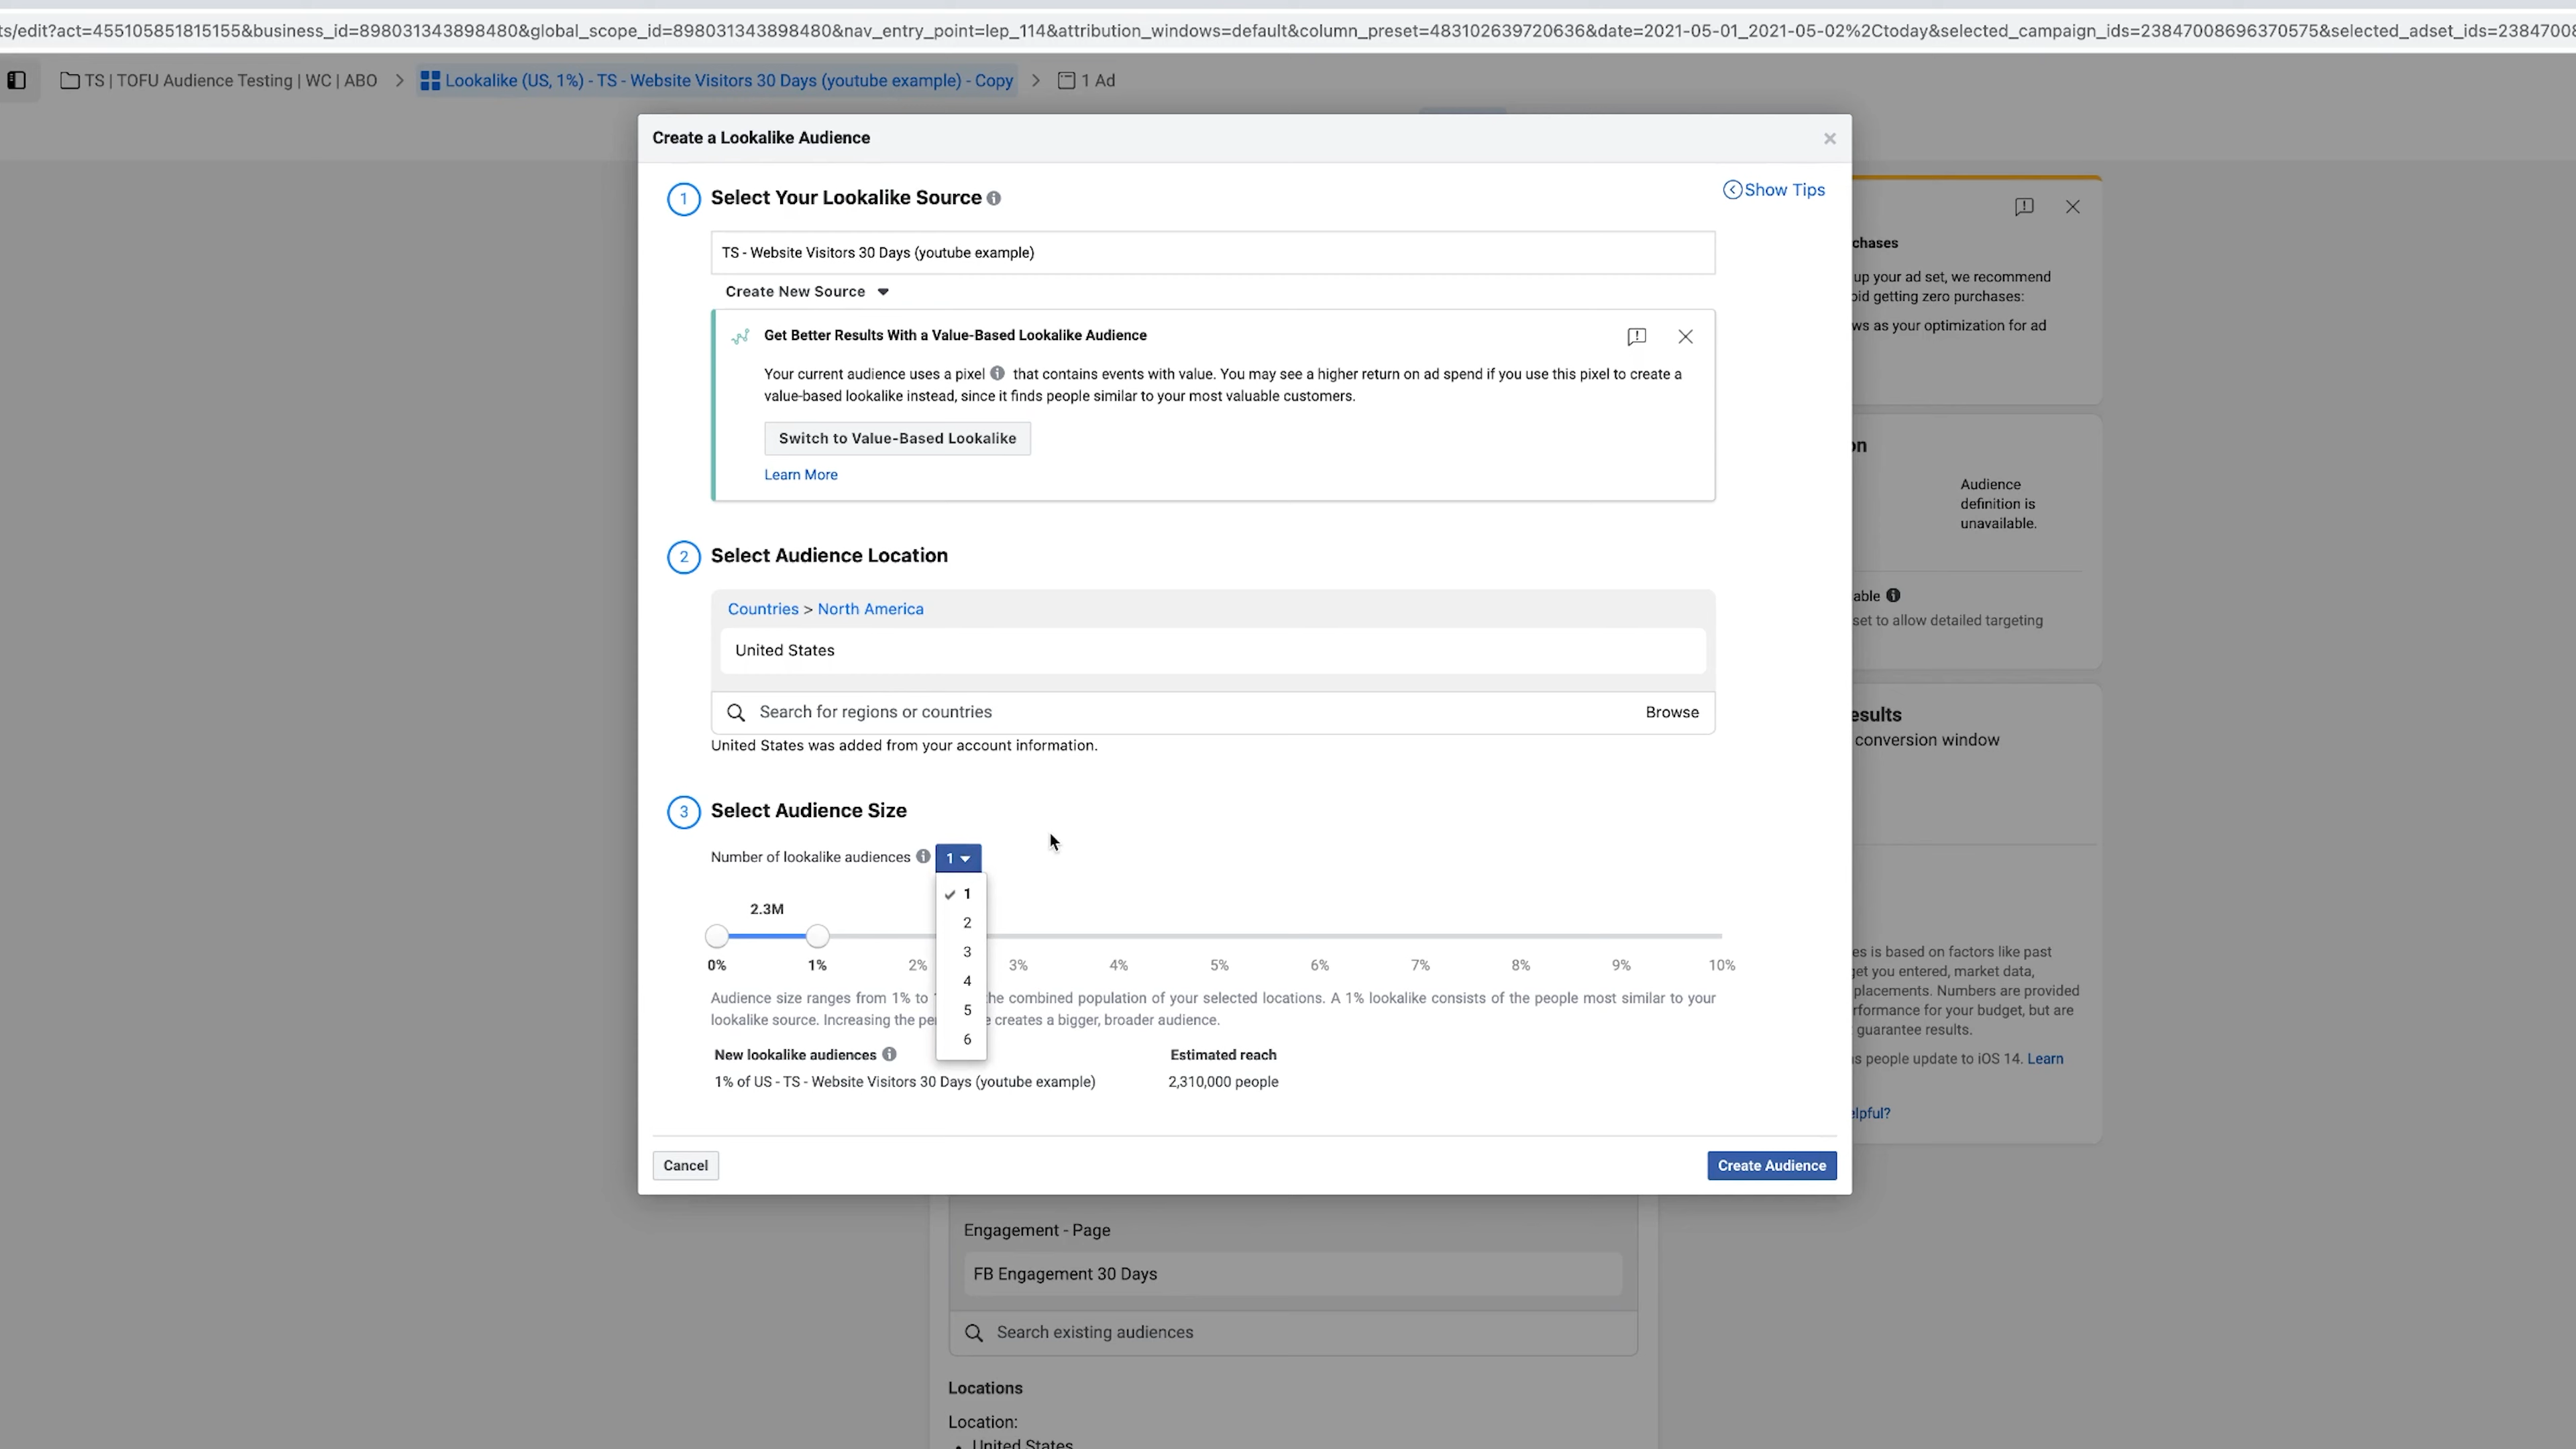 ts/edit?act=455105851815155&business_id=898031343898480&global_scope_id=898031343898480&nav_entry_point=lep_114&attribution_windows=default&column_preset=483102639720636&date=2021-05-01_2021-05-02%2Ctoday&selected_campaign_ids=23847008696370575&selected_adset_ids=23847008
TS | TOFU Audience Testing | WC | ABO > Lookalike (US, 1%) - TS - Website Visitors 30 Days (youtube example) - Copy > 1 Ad
Create a Lookalike Audience
1 Select Your Lookalike Source
Show Tips
TS - Website Visitors 30 Days (youtube example)
Create New Source
Get Better Results With a Value-Based Lookalike Audience
Your current audience uses a pixel that contains events with value. You may see a higher return on ad spend if you use this pixel to create a
value-based lookalike instead, since it finds people similar to your most valuable customers.
Switch to Value-Based Lookalike
Learn More
2 Select Audience Location
Countries > North America
United States
Search for regions or countries
Browse
United States was added from your account information.
3 Select Audience Size
Number of lookalike audiences 1
1
2
3
4
5
6
2.3M
0% 1% 2% 3% 4% 5% 6% 7% 8% 9% 10%
Audience size ranges from 1% to the combined population of your selected locations. A 1% lookalike consists of the people most similar to your
lookalike source. Increasing the creates a bigger, broader audience.
New lookalike audiences Estimated reach
1% of US - TS - Website Visitors 30 Days (youtube example) 2,310,000 people
Cancel
Create Audience
chases
up your ad set, we recommend
oid getting zero purchases:
ws as your optimization for ad
on
Audience
definition is
unavailable.
able
set to allow detailed targeting
esults
conversion window
es is based on factors like past
get you entered, market data,
placements. Numbers are provided
rformance for your budget, but are
guarantee results.
s people update to iOS 14. Learn
elpful?
Engagement - Page
FB Engagement 30 Days
Search existing audiences
Locations
Location:
United States